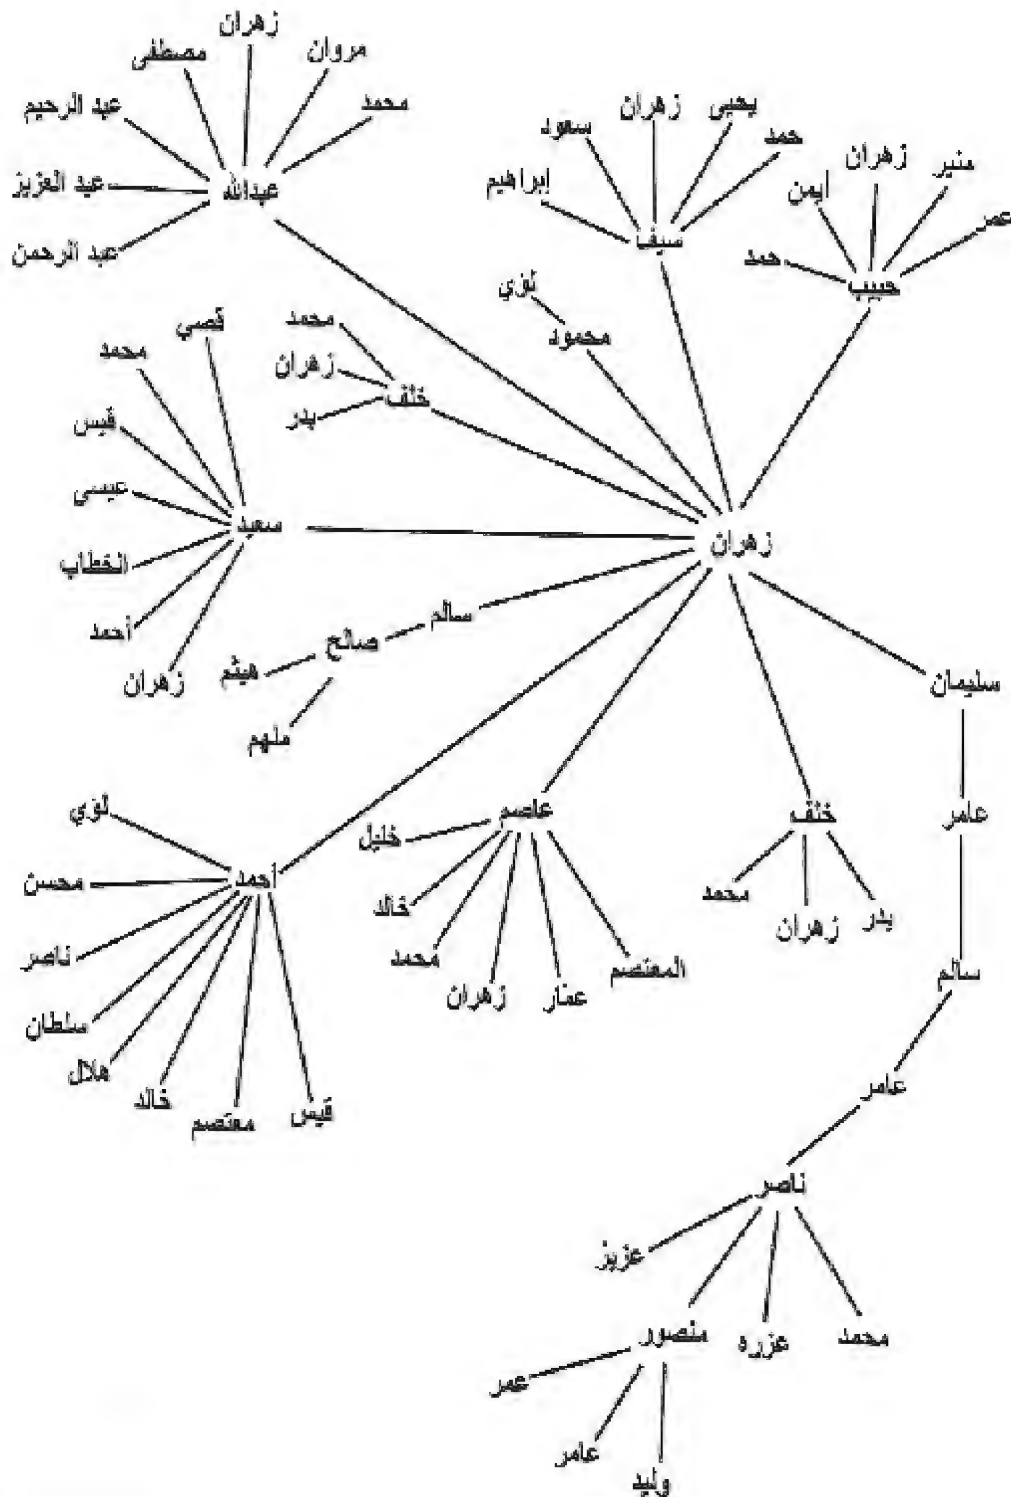 زهران
مصطفى
مروان
محمد
عبد الرحيم
عبدالله
عبد العزيز
عبد الرحمن
زهران
يحيى
سعود
حمد
إبراهيم
سيف
زهران
منير
ايمن
عمر
حمد
حبيب
لؤي
محمود
محمد
زهران
خلف
بدر
قصي
محمد
قيس
عيسى
سعيد
الخطاب
أحمد
زهران
زهران
سالم
صالح
هيثم
ملهم
سليمان
عامر
سالم
عامر
ناصر
عزيز
منصور
عزره
محمد
عمر
عامر
وليد
خلف
محمد
زهران
بدر
عاصم
خليل
خالد
محمد
زهران
عمار
المعتصم
لؤي
أحمد
محسن
ناصر
سلطان
هلال
خالد
معتصم
قيس